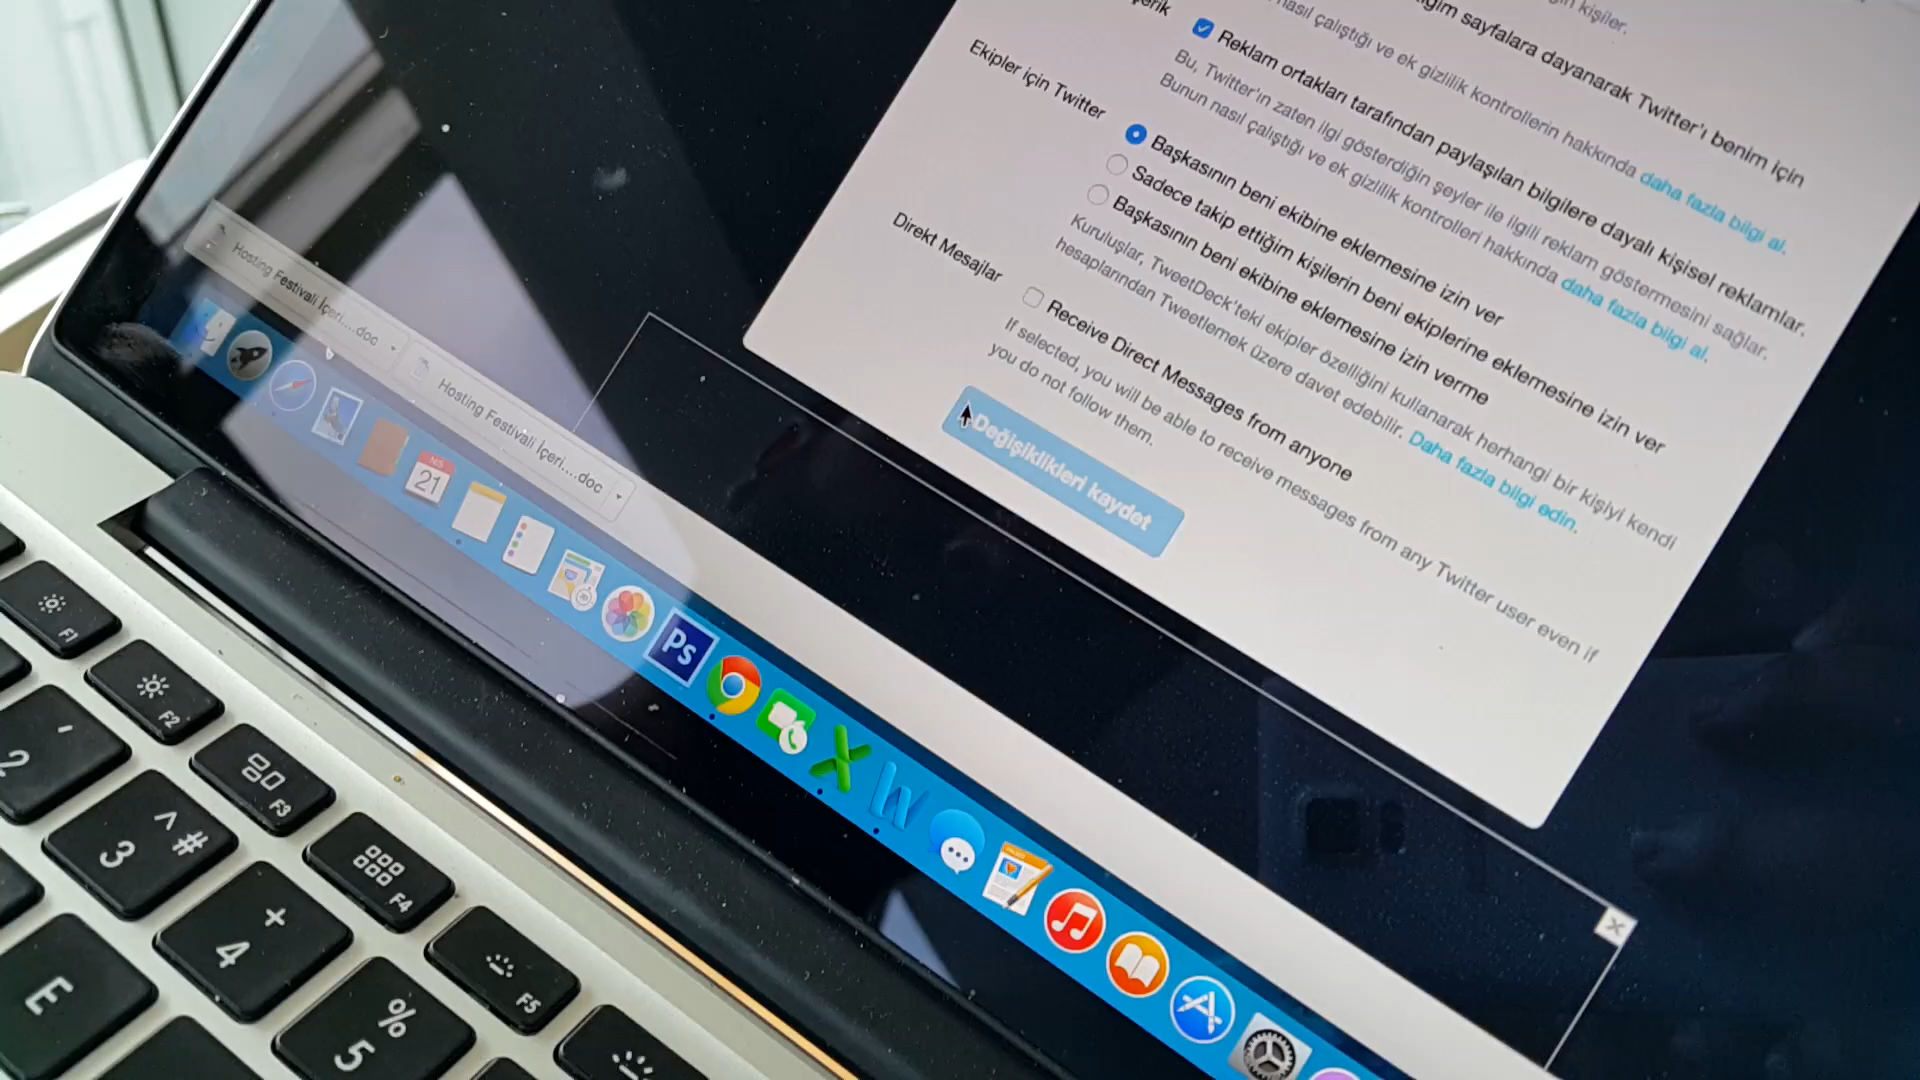 gin kişiler.
tiğim sayfalara dayanarak Twitter'ı benim için
nasıl çalıştığı ve ek gizlilik kontrollerin hakkında daha fazla bilgi al.
Reklam ortakları tarafından paylaşılan bilgilere dayalı kişisel reklamlar.
Bu, Twitter'ın zaten ilgi gösterdiğin şeyler ile ilgili reklam göstermesini sağlar.
Bunun nasıl çalıştığı ve ek gizlilik kontrolleri hakkında daha fazla bilgi al.
Ekipler için Twitter
Başkasının beni ekibine eklemesine izin ver
Sadece takip ettiğim kişilerin beni ekiplerine eklemesine izin ver
Başkasının beni ekibine eklemesine izin verme
Kuruluşlar, TweetDeck'teki ekipler özelliğini kullanarak herhangi bir kişiyi kendi
hesaplarından Tweetlemek üzere davet edebilir. Daha fazla bilgi edin.
Direkt Mesajlar
Receive Direct Messages from anyone
If selected, you will be able to receive messages from any Twitter user even if
you do not follow them.
Değişiklikleri kaydet
Hosting Festivali İçeri....doc
Hosting Festivali İçeri....doc
NİS
21
Ps
W
F1
F2
F3
F4
F5
2 '
3 ^ #
4 +
5 %
E